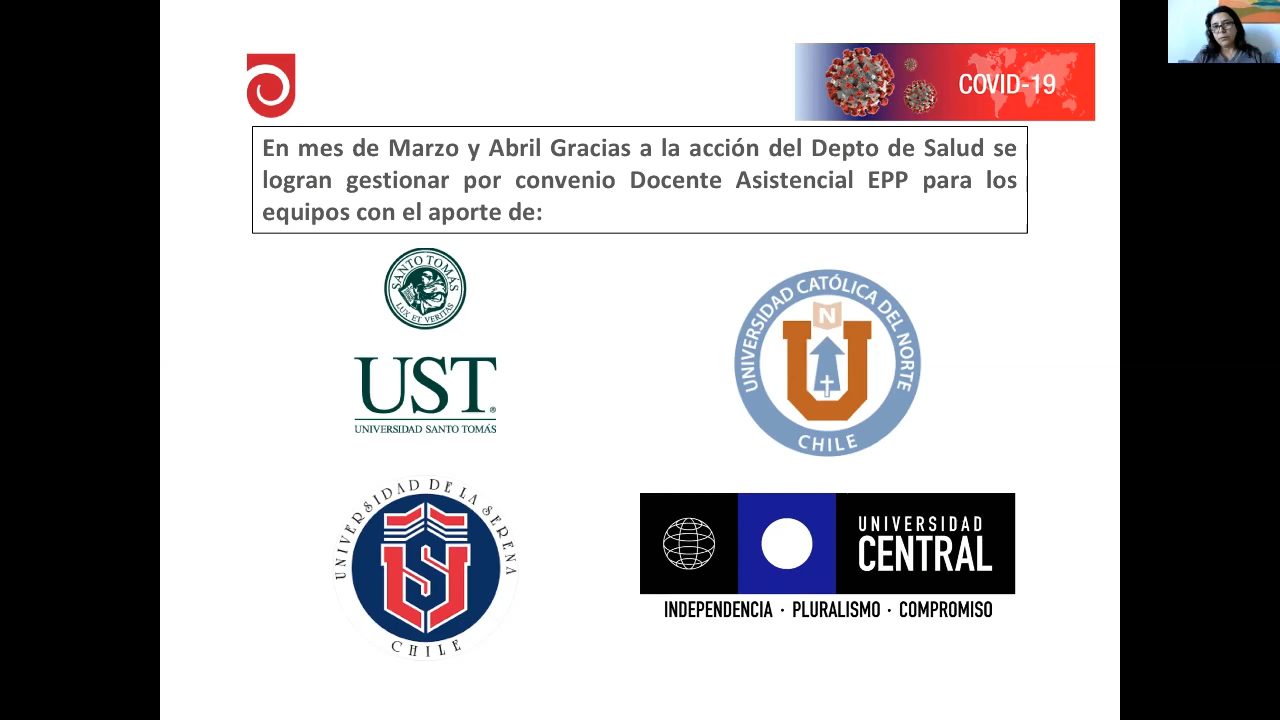 COVID-19
En mes de Marzo y Abril Gracias a la acción del Depto de Salud se
logran gestionar por convenio Docente Asistencial EPP para los
equipos con el aporte de:
SANTO TOMÁS
LUX ET VERITAS
UST®
UNIVERSIDAD SANTO TOMÁS
UNIVERSIDAD CATÓLICA DEL NORTE
N
CHILE
UNIVERSIDAD DE LA SERENA
CHILE
UNIVERSIDAD
CENTRAL
INDEPENDENCIA · PLURALISMO · COMPROMISO